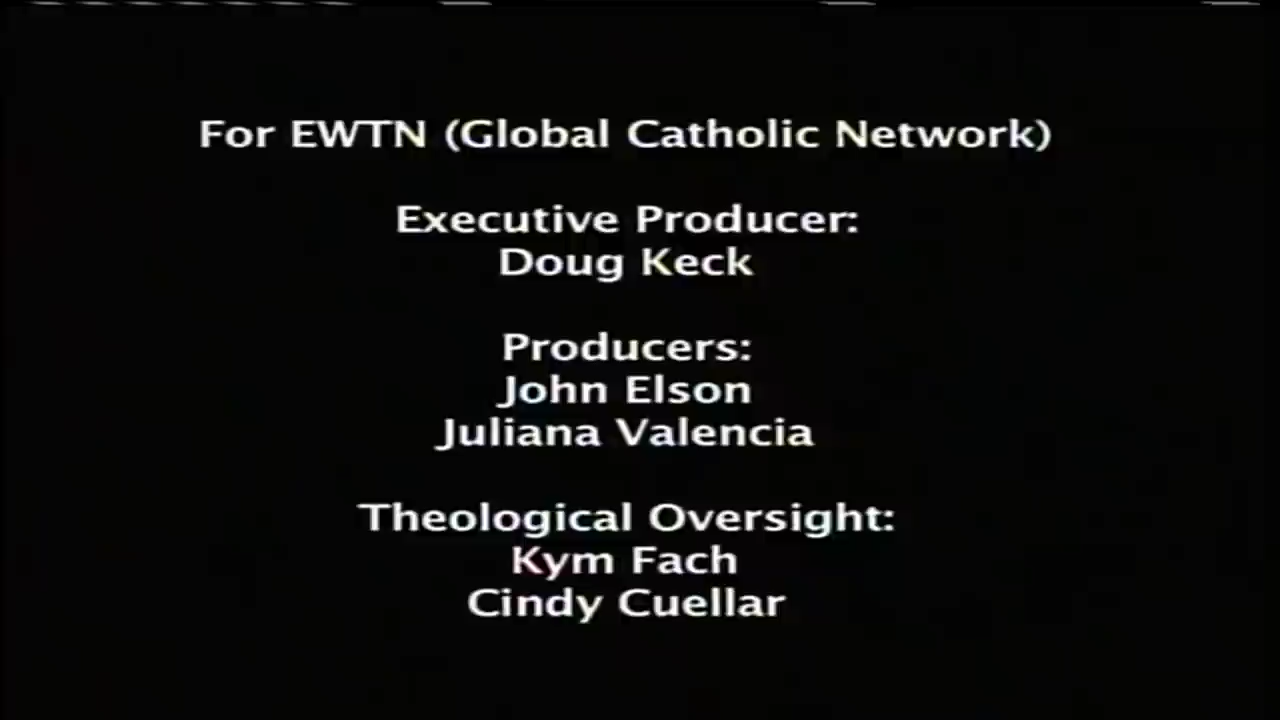 For EWTN (Global Catholic Network)
Executive Producer:
Doug Keck
Producers:
John Elson
Juliana Valencia
Theological Oversight:
Kym Fach
Cindy Cuellar